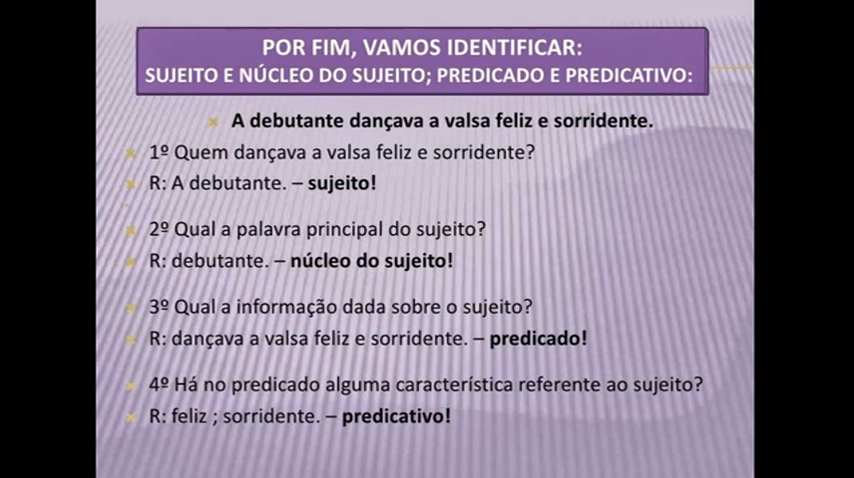 POR FIM, VAMOS IDENTIFICAR:
SUJEITO E NÚCLEO DO SUJEITO; PREDICADO E PREDICATIVO:
A debutante dançava a valsa feliz e sorridente.
1º Quem dançava a valsa feliz e sorridente?
R: A debutante. – sujeito!
2º Qual a palavra principal do sujeito?
R: debutante. – núcleo do sujeito!
3º Qual a informação dada sobre o sujeito?
R: dançava a valsa feliz e sorridente. – predicado!
4º Há no predicado alguma característica referente ao sujeito?
R: feliz ; sorridente. – predicativo!